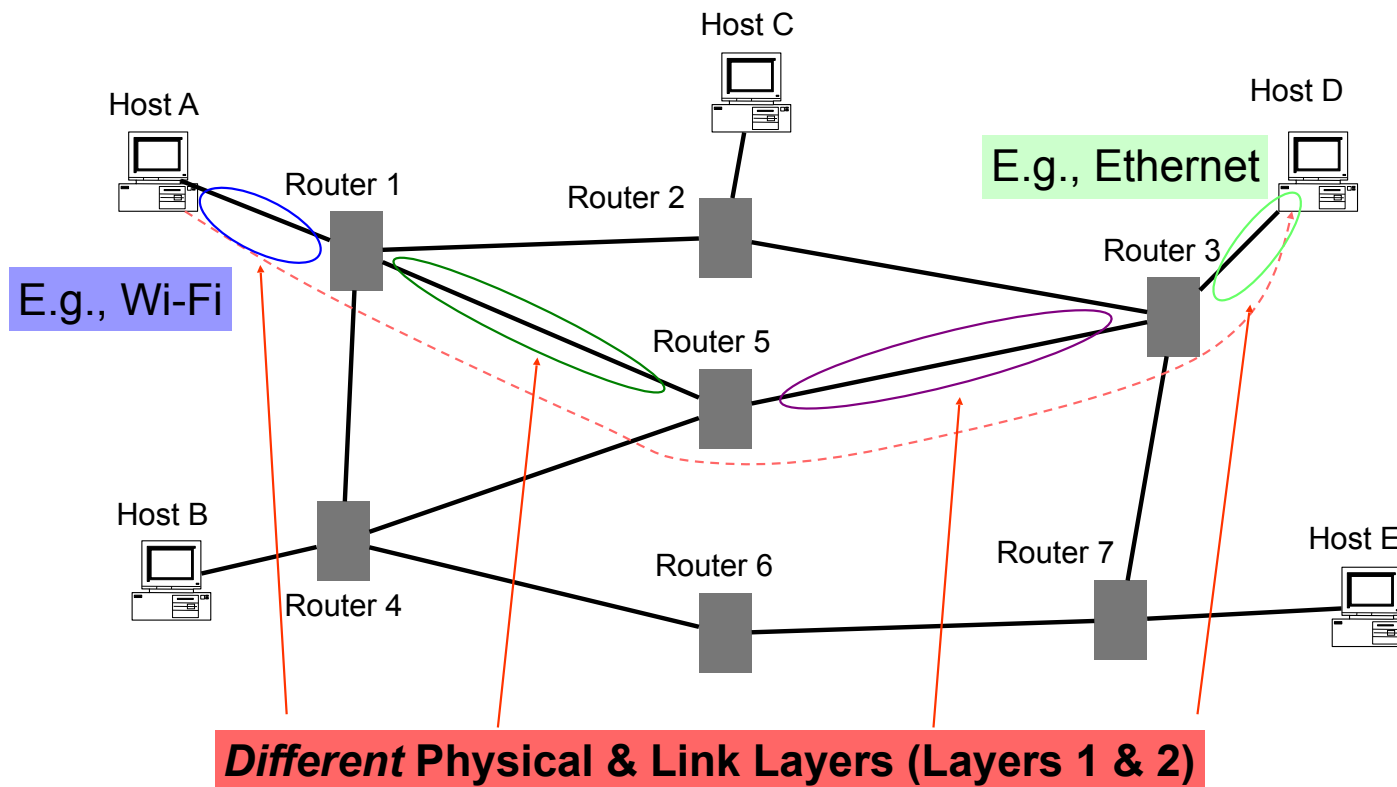 Host C
Host A
Host D
E.g., Ethernet
Router 1
Router 2
Router 3
E.g., Wi-Fi
Router 5
Host B
Router 4
Router 6
Router 7
Host E
Different Physical & Link Layers (Layers 1 & 2)